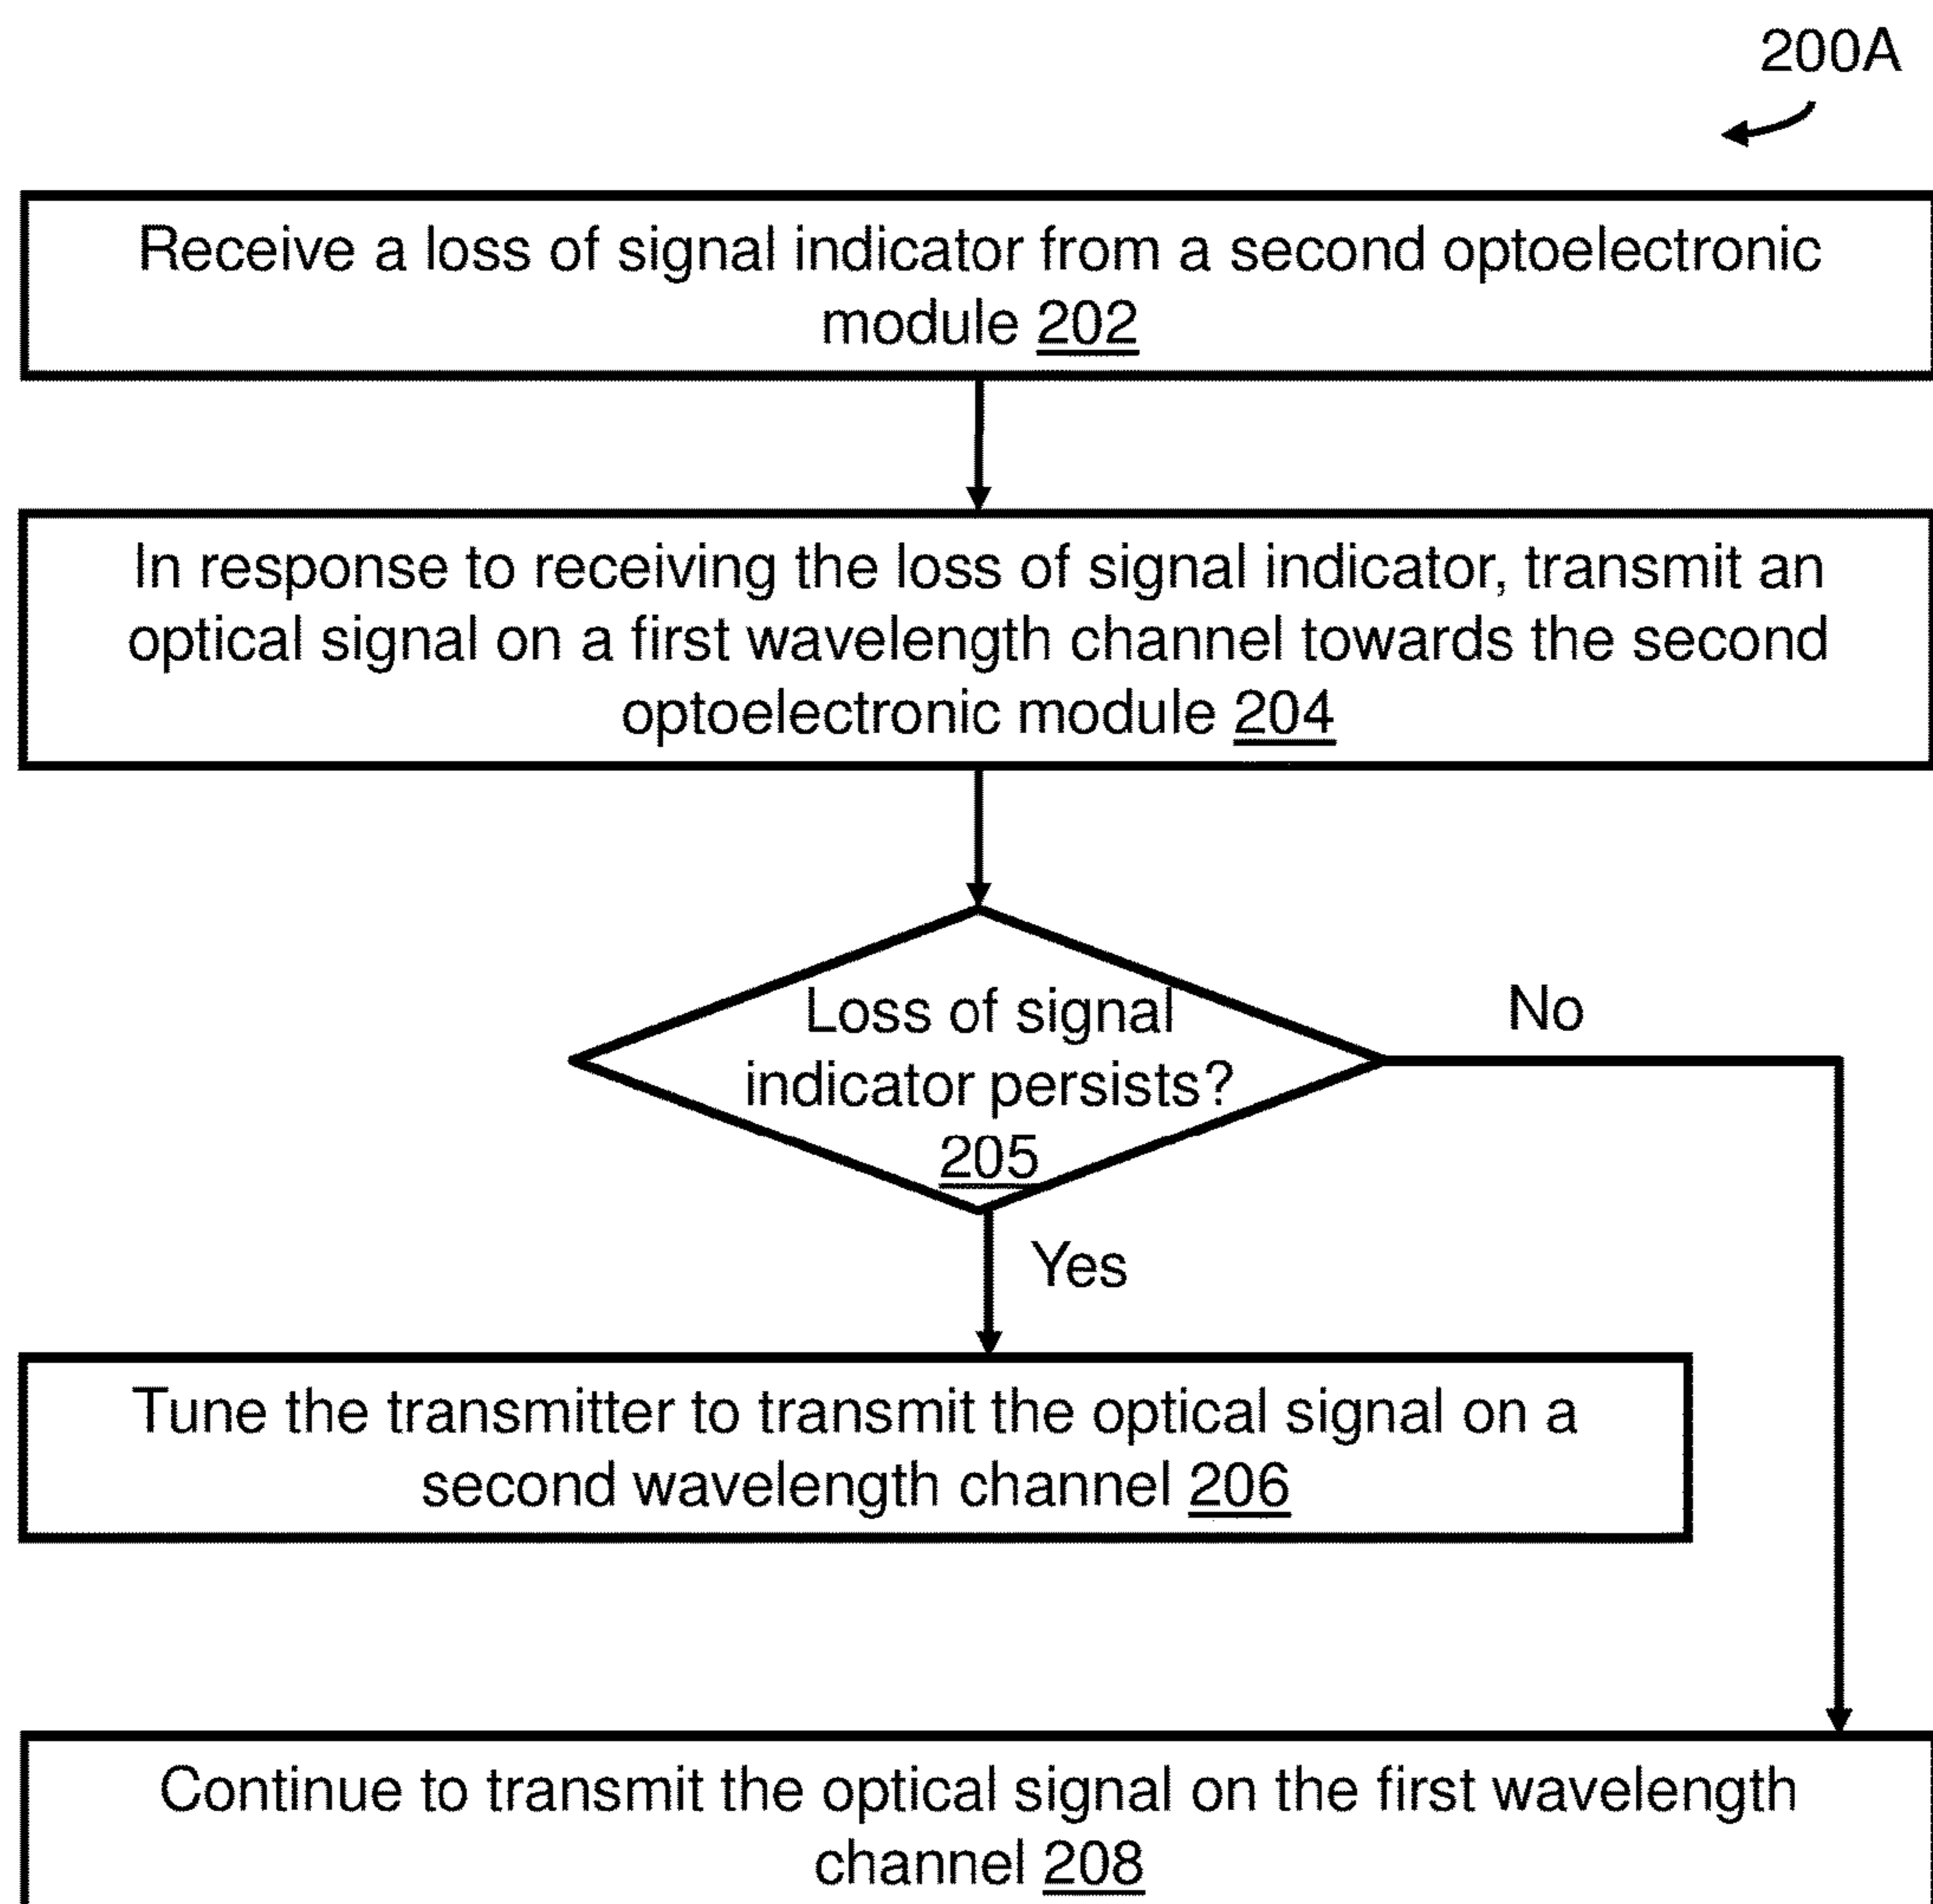 200A
Receive a loss of signal indicator from a second optoelectronic
module 202
In response to receiving the loss of signal indicator, transmit an
optical signal on a first wavelength channel towards the second
optoelectronic module 204
Loss of signal
indicator persists?
205
No
Yes
Tune the transmitter to transmit the optical signal on a
second wavelength channel 206
Continue to transmit the optical signal on the first wavelength
channel 208